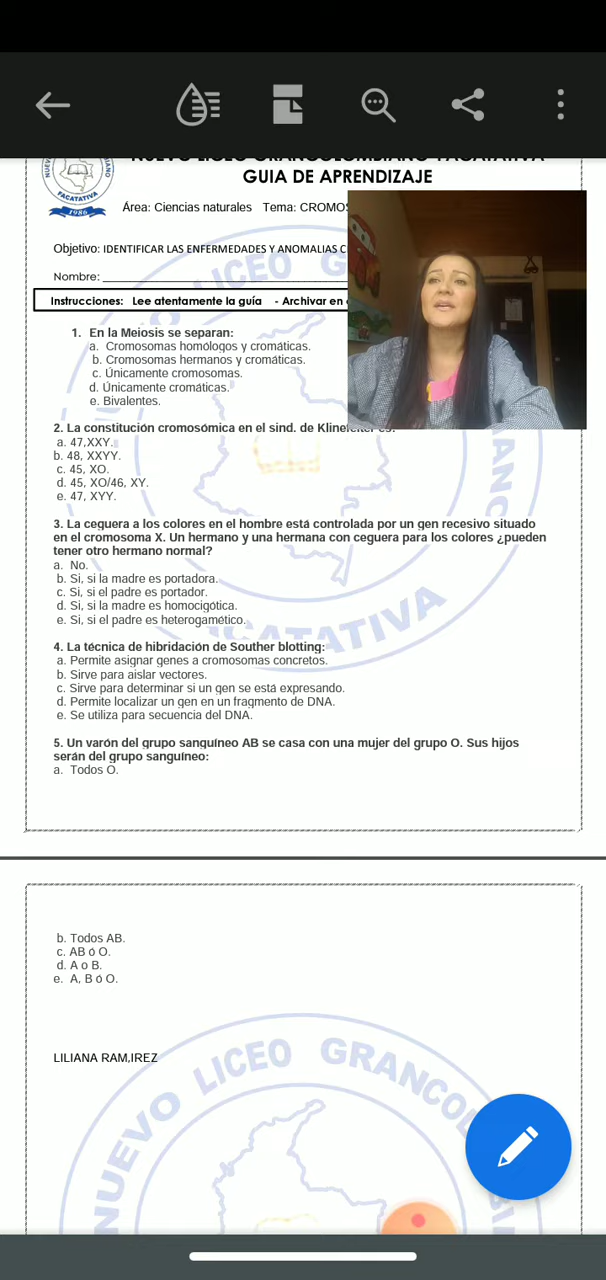 NUEVO LICEO GRANCOLOMBIANO FACATATIVA
GUIA DE APRENDIZAJE
FACATATIVA
1986
Área: Ciencias naturales Tema:
Objetivo: IDENTIFICAR LAS ENFERMEDADES Y ANOMALIAS
Nombre:
Instrucciones: Lee atentamente la guía - Archivar en
1. En la Meiosis se separan:
a. Cromosomas homólogos y cromáticas.
b. Cromosomas hermanos y cromáticas.
c. Únicamente cromosomas.
d. Únicamente cromáticas.
e. Bivalentes.
2. La constitución cromosómica en el sind. de Klinefelter es:
a. 47,XXY.
b. 48, XXYY.
c. 45, XO.
d. 45, XO/46, XY.
e. 47, XYY.
3. La ceguera a los colores en el hombre está controlada por un gen recesivo situado
en el cromosoma X. Un hermano y una hermana con ceguera para los colores ¿pueden
tener otro hermano normal?
a. No.
b. Si, si la madre es portadora.
c. Si, si el padre es portador.
d. Si, si la madre es homocigótica.
e. Si, si el padre es heterogamético.
4. La técnica de hibridación de Souther blotting:
a. Permite asignar genes a cromosomas concretos.
b. Sirve para aislar vectores.
c. Sirve para determinar si un gen se está expresando.
d. Permite localizar un gen en un fragmento de DNA.
e. Se utiliza para secuencia del DNA.
5. Un varón del grupo sanguíneo AB se casa con una mujer del grupo O. Sus hijos
serán del grupo sanguíneo:
a. Todos O.
b. Todos AB.
c. AB ó O.
d. A o B.
e. A, B ó O.
LILIANA RAM,IREZ
NUEVO LICEO